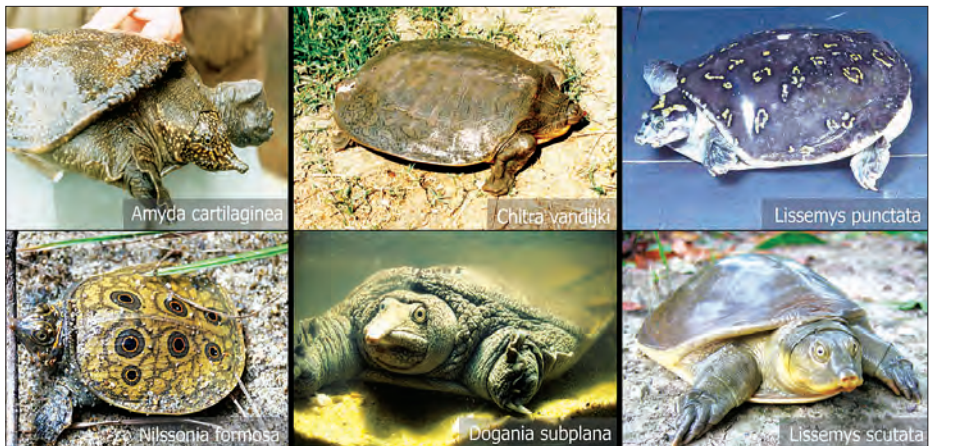 Amyda cartilaginea
Chitra vandijki
Lissemys punctata
Nilssonia formosa
Dogania subplana
Lissemys scutata